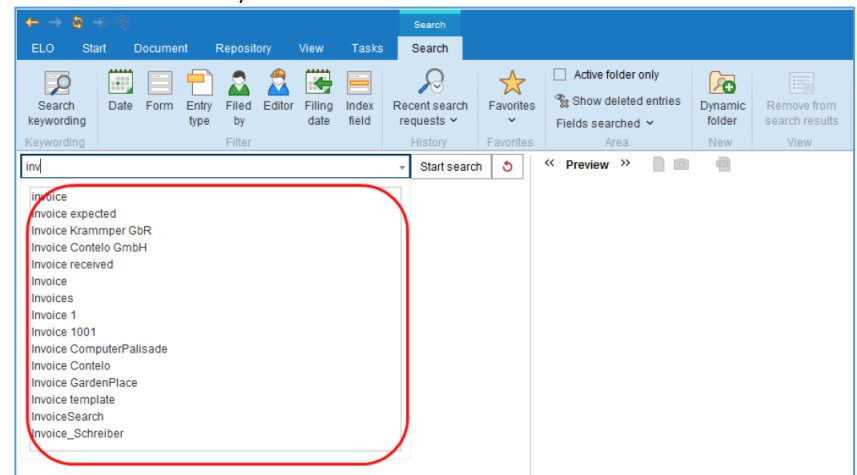 Search
ELO Start Document Repository View Tasks Search
Search keywording
Date
Form
Entry type
Filed by
Editor
Filing date
Index field
Recent search requests
Favorites
Active folder only
Show deleted entries
Fields searched
Dynamic folder
Remove from search results
Keywording Filter History Favorites Area New View
inv Start search « Preview »
invoice
Invoice expected
Invoice Krammper GbR
Invoice Contelo GmbH
Invoice received
Invoice
Invoices
Invoice 1
Invoice 1001
Invoice ComputerPalisade
Invoice Contelo
Invoice GardenPlace
Invoice template
InvoiceSearch
Invoice_Schreiber